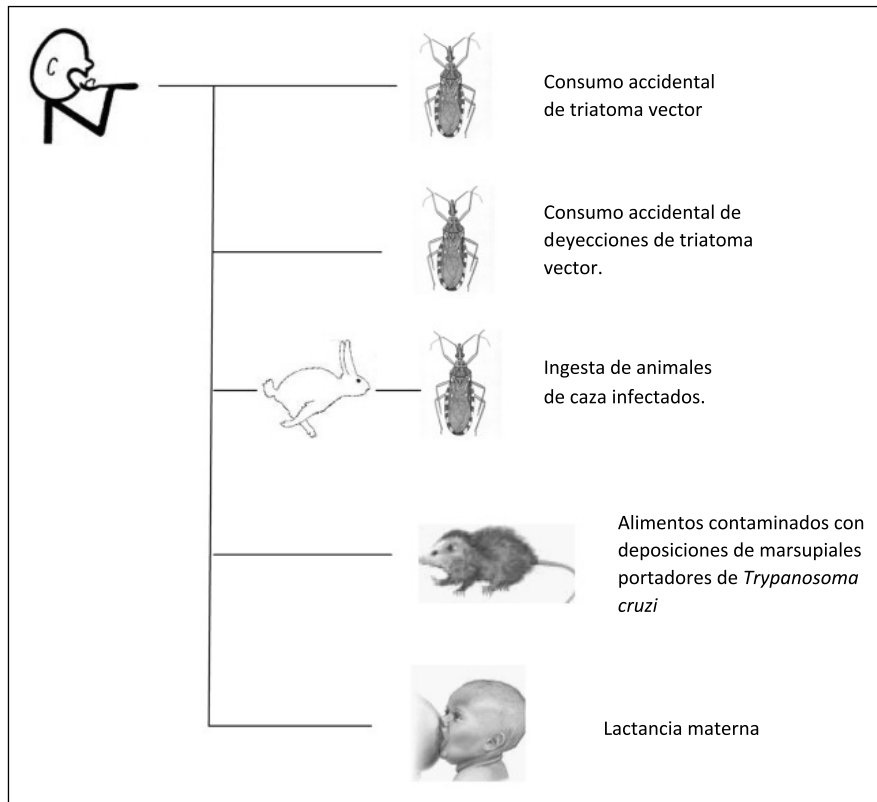 Consumo accidental
de triatoma vector
Consumo accidental de
deyecciones de triatoma
vector.
Ingesta de animales
de caza infectados.
Alimentos contaminados con
deposiciones de marsupiales
portadores de Trypanosoma
cruzi
Lactancia materna